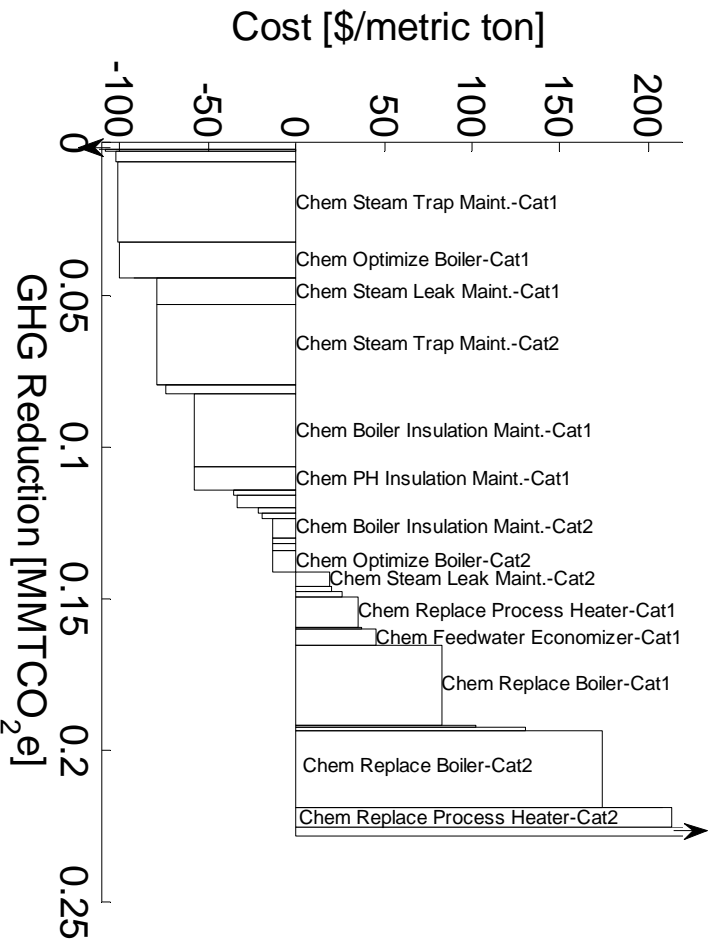 Cost [$/metric ton]
-100
-50
0
50
100
150
200
0
0.05
0.1
0.15
0.2
0.25
GHG Reduction [MMTCO2e]
Chem Steam Trap Maint.-Cat1
Chem Optimize Boiler-Cat1
Chem Steam Leak Maint.-Cat1
Chem Steam Trap Maint.-Cat2
Chem Boiler Insulation Maint.-Cat1
Chem PH Insulation Maint.-Cat1
Chem Boiler Insulation Maint.-Cat2
Chem Optimize Boiler-Cat2
Chem Steam Leak Maint.-Cat2
Chem Replace Process Heater-Cat1
Chem Feedwater Economizer-Cat1
Chem Replace Boiler-Cat1
Chem Replace Boiler-Cat2
Chem Replace Process Heater-Cat2